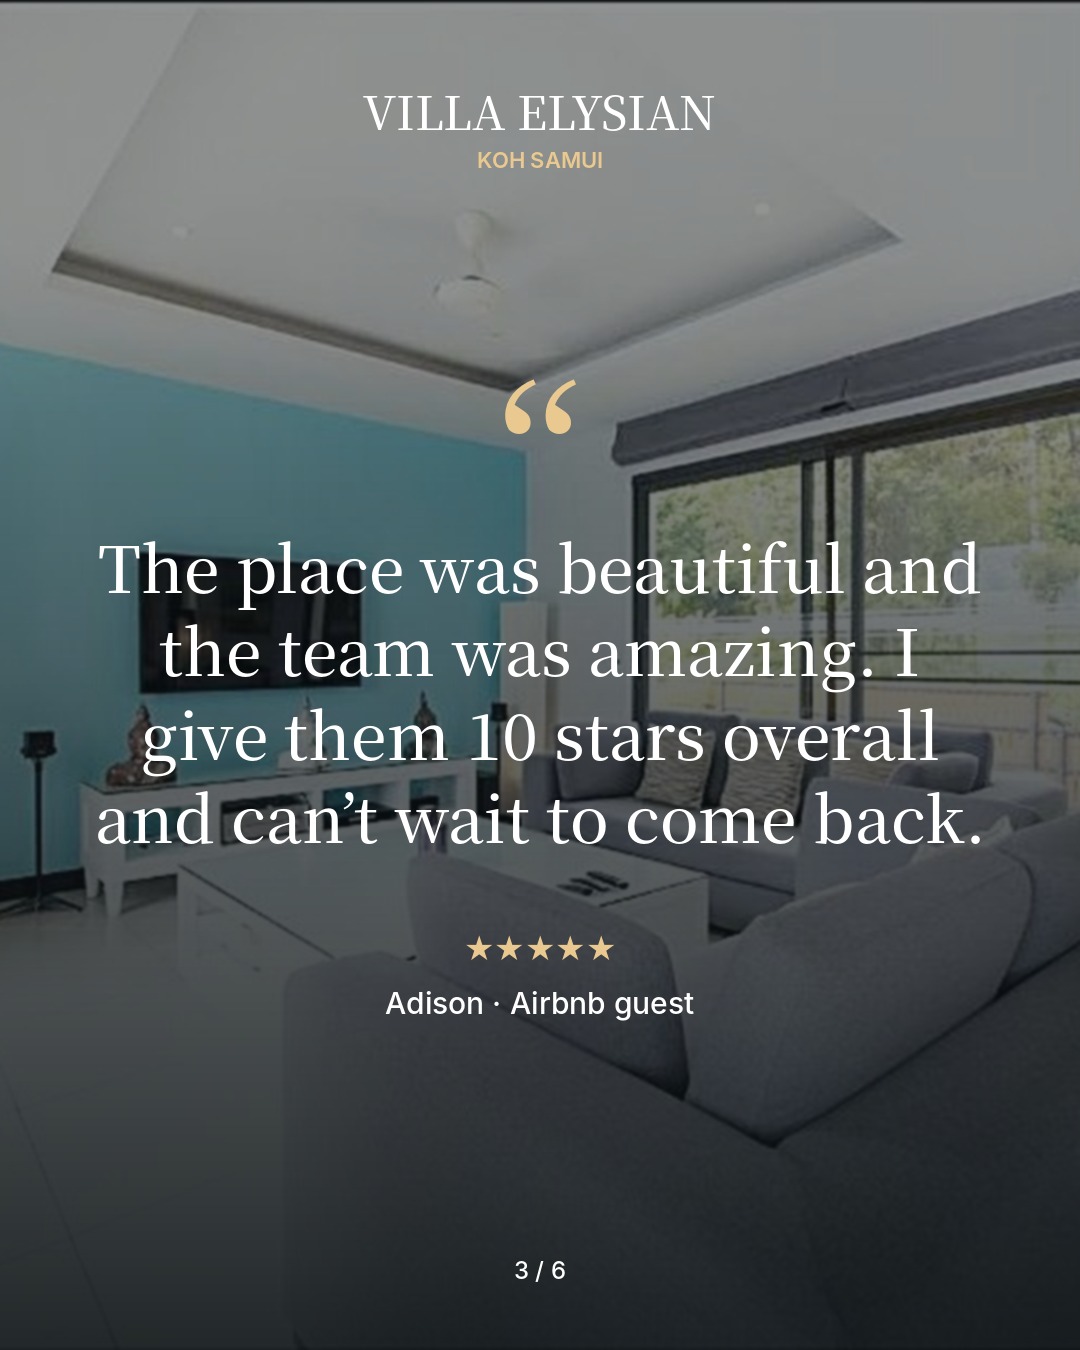 VILLA ELYSIAN
KOH SAMUI
“
The place was beautiful and
the team was amazing. I
give them 10 stars overall
and can’t wait to come back.
★★★★★
Adison · Airbnb guest
3 / 6